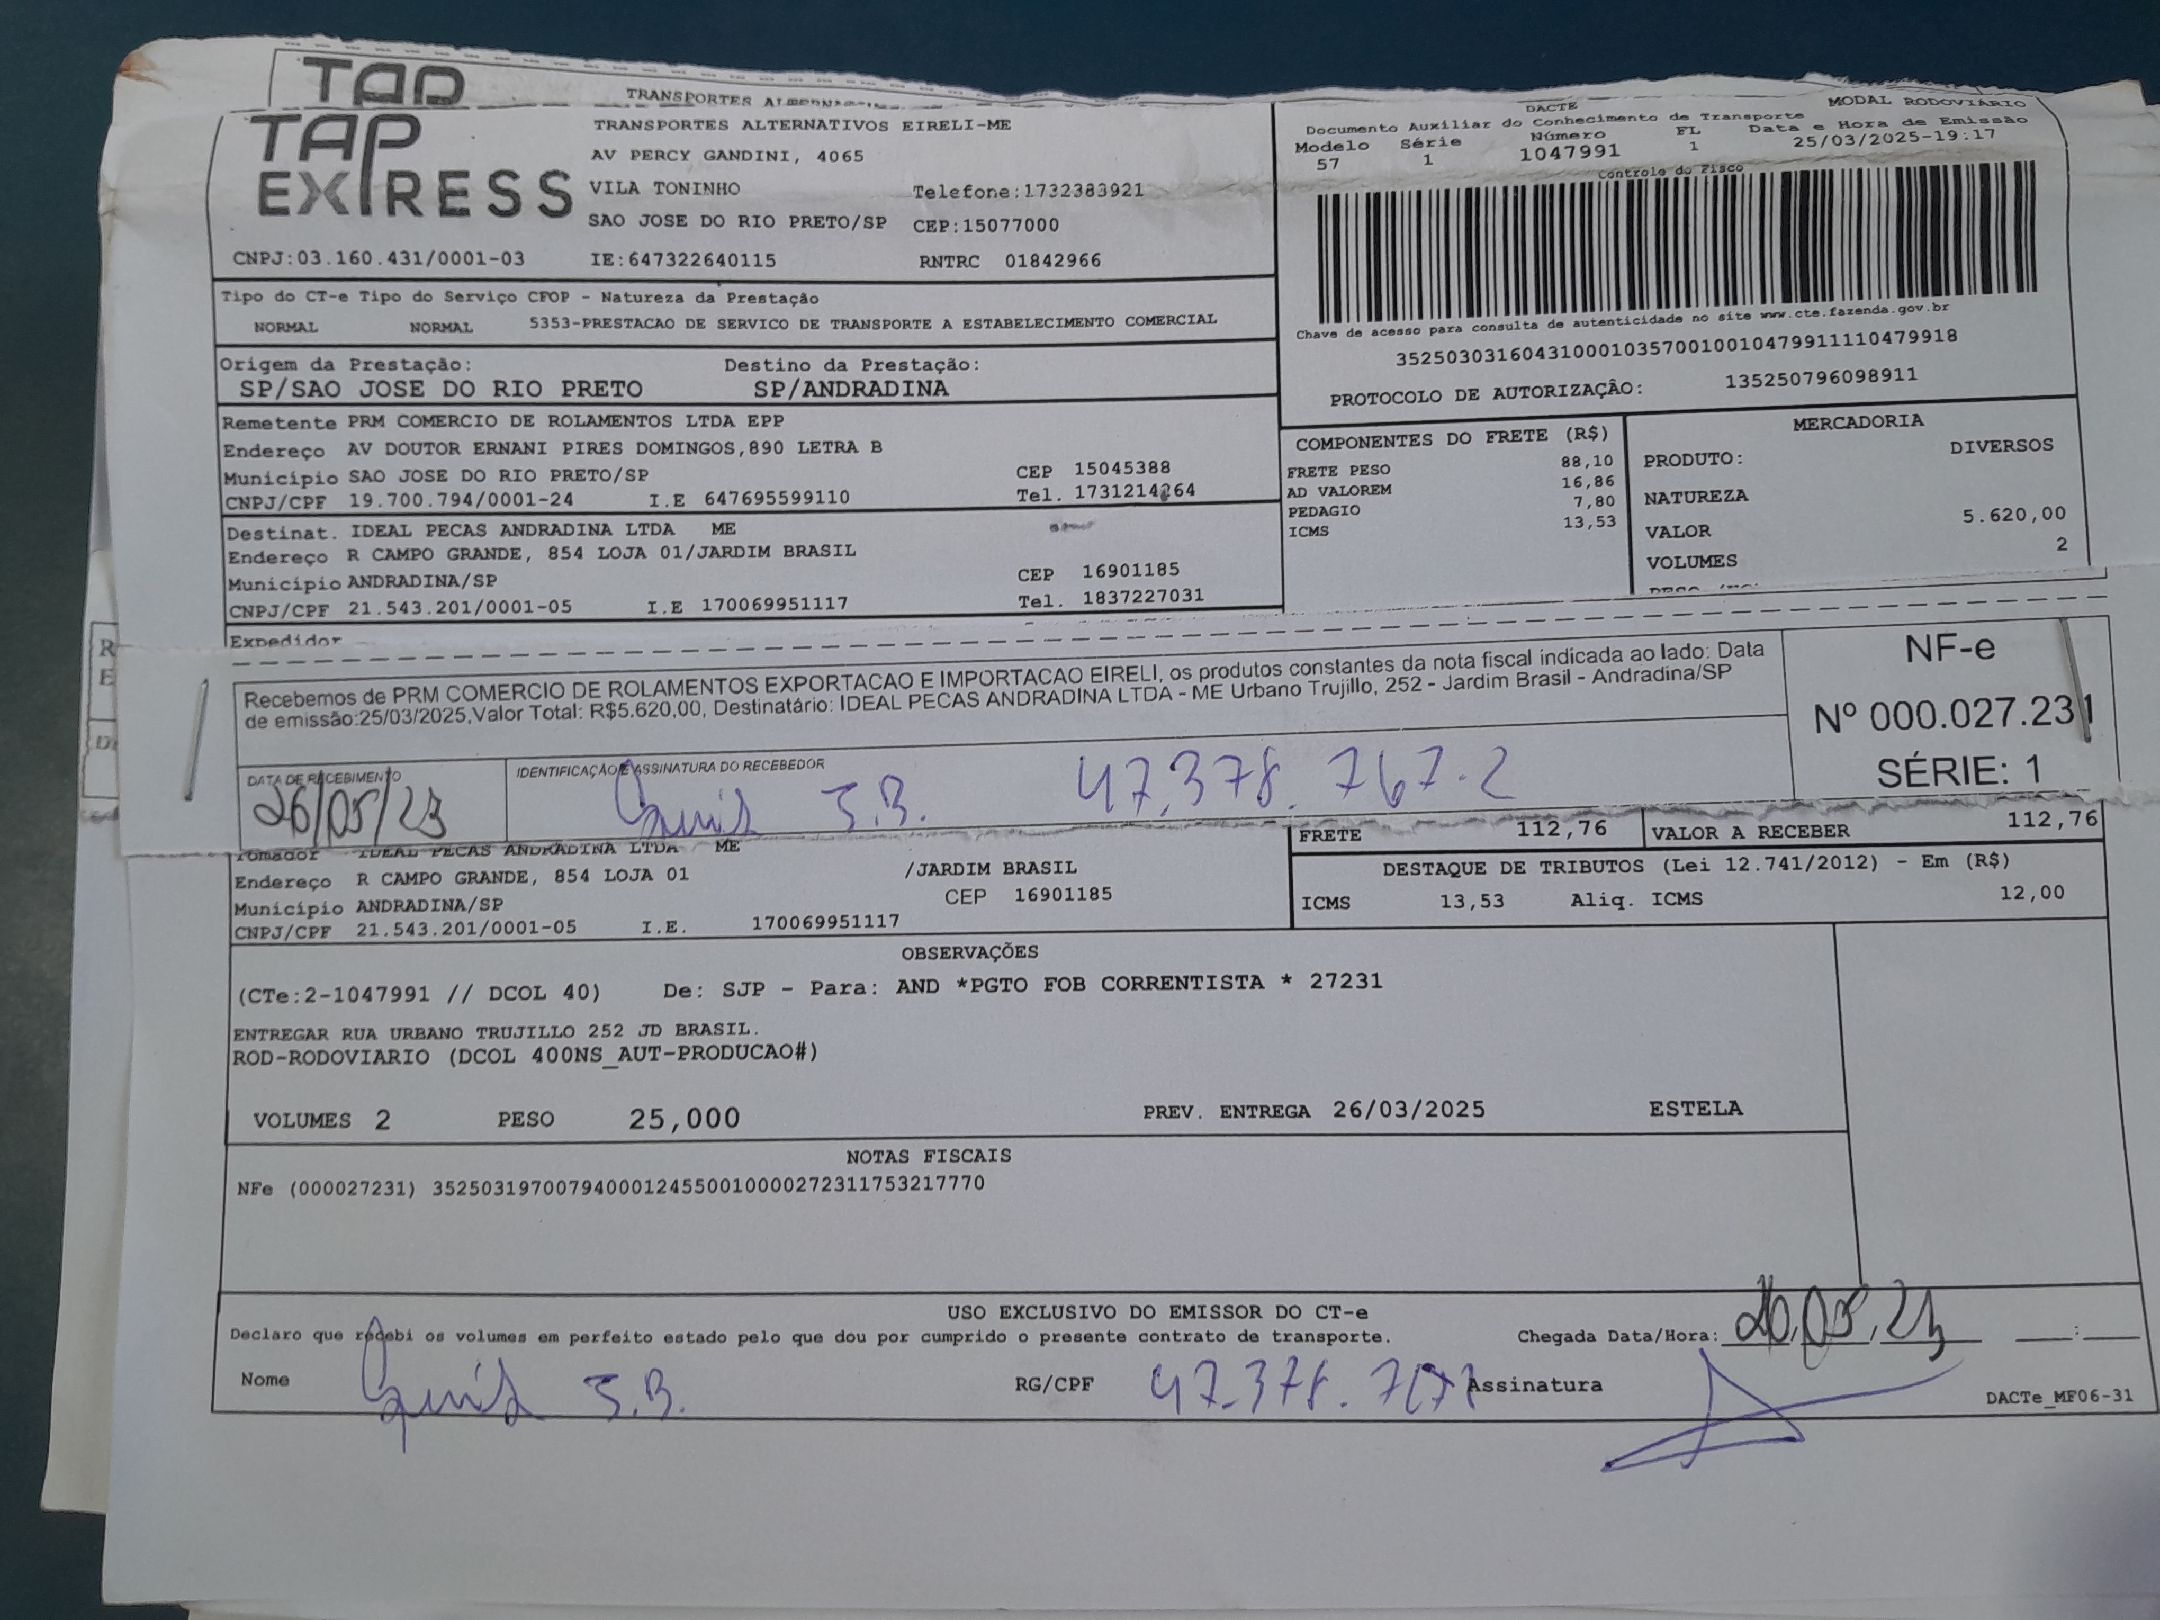 TAP
TRANSPORTES
TAP
EXPRESS
TRANSPORTES ALTERNATIVOS EIRELI-ME
AV PERCY GANDINI, 4065
VILA TONINHO Telefone:1732383921
SAO JOSE DO RIO PRETO/SP CEP:15077000
CNPJ:03.160.431/0001-03 IE:647322640115 RNTRC 01842966
DACTE MODAL RODOVIÁRIO
Documento Auxiliar do Conhecimento de Transporte
Modelo Série Número FL Data e Hora de Emissão
57 1 1047991 1 25/03/2025-19:17
Controle do Fisco
Chave de acesso para consulta de autenticidade no site www.cte.fazenda.gov.br
35250303160431000103570010010479911110479918
PROTOCOLO DE AUTORIZAÇÂO: 135250796098911
Tipo do CT-e Tipo do Serviço CFOP - Natureza da Prestação
NORMAL NORMAL 5353-PRESTACAO DE SERVICO DE TRANSPORTE A ESTABELECIMENTO COMERCIAL
Origem da Prestação: Destino da Prestação:
SP/SAO JOSE DO RIO PRETO SP/ANDRADINA
Remetente PRM COMERCIO DE ROLAMENTOS LTDA EPP
Endereço AV DOUTOR ERNANI PIRES DOMINGOS,890 LETRA B
Município SAO JOSE DO RIO PRETO/SP CEP 15045388
CNPJ/CPF 19.700.794/0001-24 I.E 647695599110 Tel. 1731214264
Destinat. IDEAL PECAS ANDRADINA LTDA ME
Endereço R CAMPO GRANDE, 854 LOJA 01/JARDIM BRASIL
Município ANDRADINA/SP CEP 16901185
CNPJ/CPF 21.543.201/0001-05 I.E 170069951117 Tel. 1837227031
Expedidor
COMPONENTES DO FRETE (R$)
FRETE PESO 88,10
AD VALOREM 16,86
PEDAGIO 7,80
ICMS 13,53
MERCADORIA
PRODUTO: DIVERSOS
NATUREZA
VALOR 5.620,00
VOLUMES 2
Recebemos de PRM COMERCIO DE ROLAMENTOS EXPORTACAO E IMPORTACAO EIRELI, os produtos constantes da nota fiscal indicada ao lado: Data
de emissão:25/03/2025,Valor Total: R$5.620,00, Destinatário: IDEAL PECAS ANDRADINA LTDA - ME Urbano Trujillo, 252 - Jardim Brasil - Andradina/SP
NF-e
Nº 000.027.231
SÉRIE: 1
DATA DE RECEBIMENTO IDENTIFICAÇÃO E ASSINATURA DO RECEBEDOR
47.378.767-2
FRETE 112,76 VALOR A RECEBER 112,76
Tomador IDEAL PECAS ANDRADINA LTDA ME
Endereço R CAMPO GRANDE, 854 LOJA 01 /JARDIM BRASIL
Município ANDRADINA/SP CEP 16901185
CNPJ/CPF 21.543.201/0001-05 I.E. 170069951117
DESTAQUE DE TRIBUTOS (Lei 12.741/2012) - Em (R$)
ICMS 13,53 Aliq. ICMS 12,00
OBSERVAÇÕES
(CTe:2-1047991 // DCOL 40) De: SJP - Para: AND *PGTO FOB CORRENTISTA * 27231
ENTREGAR RUA URBANO TRUJILLO 252 JD BRASIL.
ROD-RODOVIARIO (DCOL 400NS_AUT-PRODUCAO#)
VOLUMES 2 PESO 25,000 PREV. ENTREGA 26/03/2025 ESTELA
NOTAS FISCAIS
NFe (000027231) 35250319700794000124550010000272311753217770
USO EXCLUSIVO DO EMISSOR DO CT-e
Declaro que recebi os volumes em perfeito estado pelo que dou por cumprido o presente contrato de transporte. Chegada Data/Hora:
Nome RG/CPF Assinatura
DACTe_MF06-31